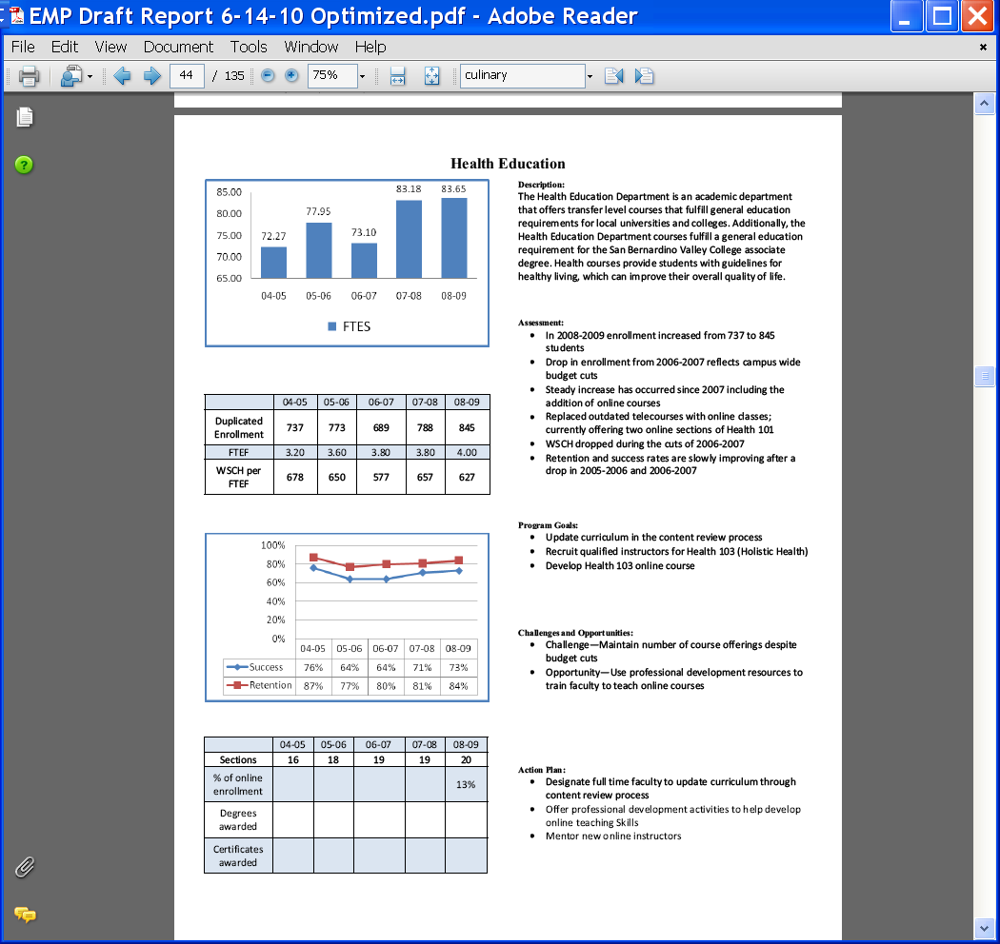 EMP Draft Report 6-14-10 Optimized.pdf - Adobe Reader
File Edit View Document Tools Window Help
44 / 135 75% culinary
Health Education
85.00
80.00
75.00
70.00
65.00
72.27 77.95 73.10 83.18 83.65
04-05 05-06 06-07 07-08 08-09
FTES
04-05 05-06 06-07 07-08 08-09
Duplicated
Enrollment 737 773 689 788 845
FTEF 3.20 3.60 3.80 3.80 4.00
WSCH per
FTEF 678 650 577 657 627
100%
80%
60%
40%
20%
0%
04-05 05-06 06-07 07-08 08-09
Success 76% 64% 64% 71% 73%
Retention 87% 77% 80% 81% 84%
04-05 05-06 06-07 07-08 08-09
Sections 16 18 19 19 20
% of online
enrollment 13%
Degrees
awarded
Certificates
awarded
Description:
The Health Education Department is an academic department
that offers transfer level courses that fulfill general education
requirements for local universities and colleges. Additionally, the
Health Education Department courses fulfill a general education
requirement for the San Bernardino Valley College associate
degree. Health courses provide students with guidelines for
healthy living, which can improve their overall quality of life.
Assessment:
• In 2008-2009 enrollment increased from 737 to 845
students
• Drop in enrollment from 2006-2007 reflects campus wide
budget cuts
• Steady increase has occurred since 2007 including the
addition of online courses
• Replaced outdated telecourses with online classes;
currently offering two online sections of Health 101
• WSCH dropped during the cuts of 2006-2007
• Retention and success rates are slowly improving after a
drop in 2005-2006 and 2006-2007
Program Goals:
• Update curriculum in the content review process
• Recruit qualified instructors for Health 103 (Holistic Health)
• Develop Health 103 online course
Challenges and Opportunities:
• Challenge—Maintain number of course offerings despite
budget cuts
• Opportunity—Use professional development resources to
train faculty to teach online courses
Action Plan:
• Designate full time faculty to update curriculum through
content review process
• Offer professional development activities to help develop
online teaching Skills
• Mentor new online instructors